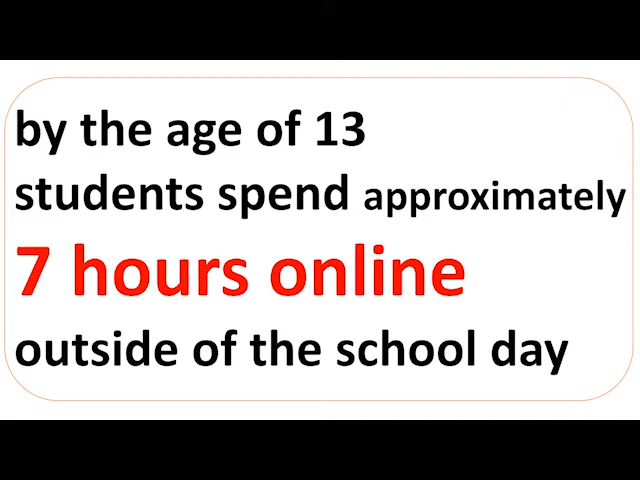 by the age of 13
students spend approximately
7 hours online
outside of the school day